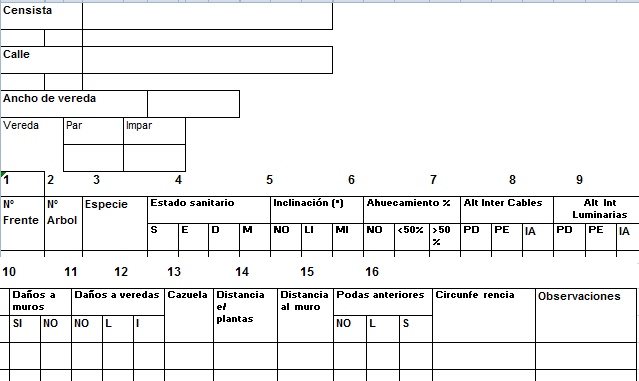 Censista
Calle
Ancho de vereda
Vereda Par Impar
1 2 3 4 5 6 7 8 9
Nº Frente Nº Arbol Especie Estado sanitario Inclinación (º) Ahuecamiento % Alt Inter Cables Alt Int Luminarias
S E D M NO LI MI NO <50% >50 % PD PE IA PD PE IA
10 11 12 13 14 15 16
Daños a muros Daños a veredas Cazuela Distancia e/ plantas Distancia al muro Podas anteriores Circunfe rencia Observaciones
SI NO NO L I NO L S